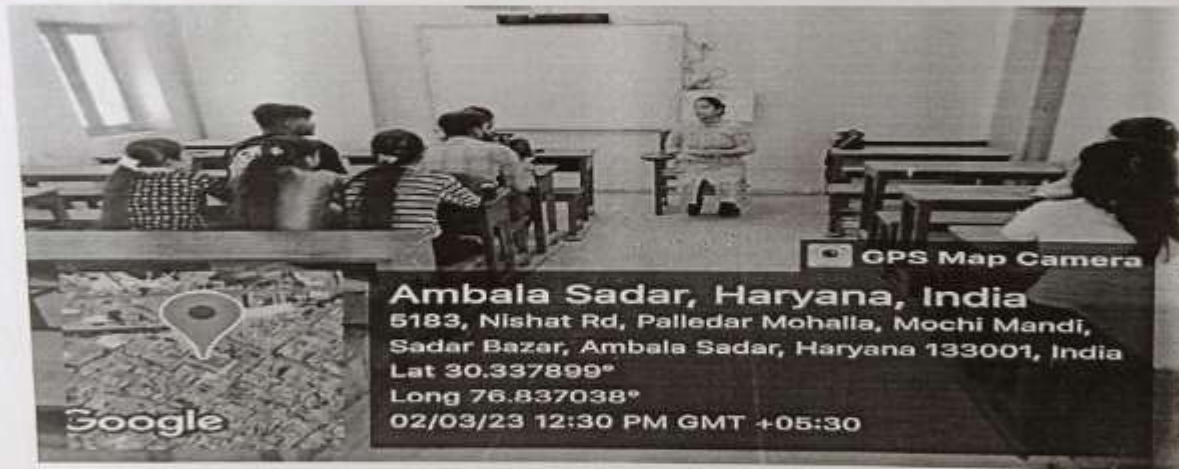 GPS Map Camera
Ambala Sadar, Haryana, India
5183, Nishat Rd, Palledar Mohalla, Mochi Mandi,
Sadar Bazar, Ambala Sadar, Haryana 133001, India
Lat 30.337899°
Long 76.837038°
02/03/23 12:30 PM GMT +05:30
Google